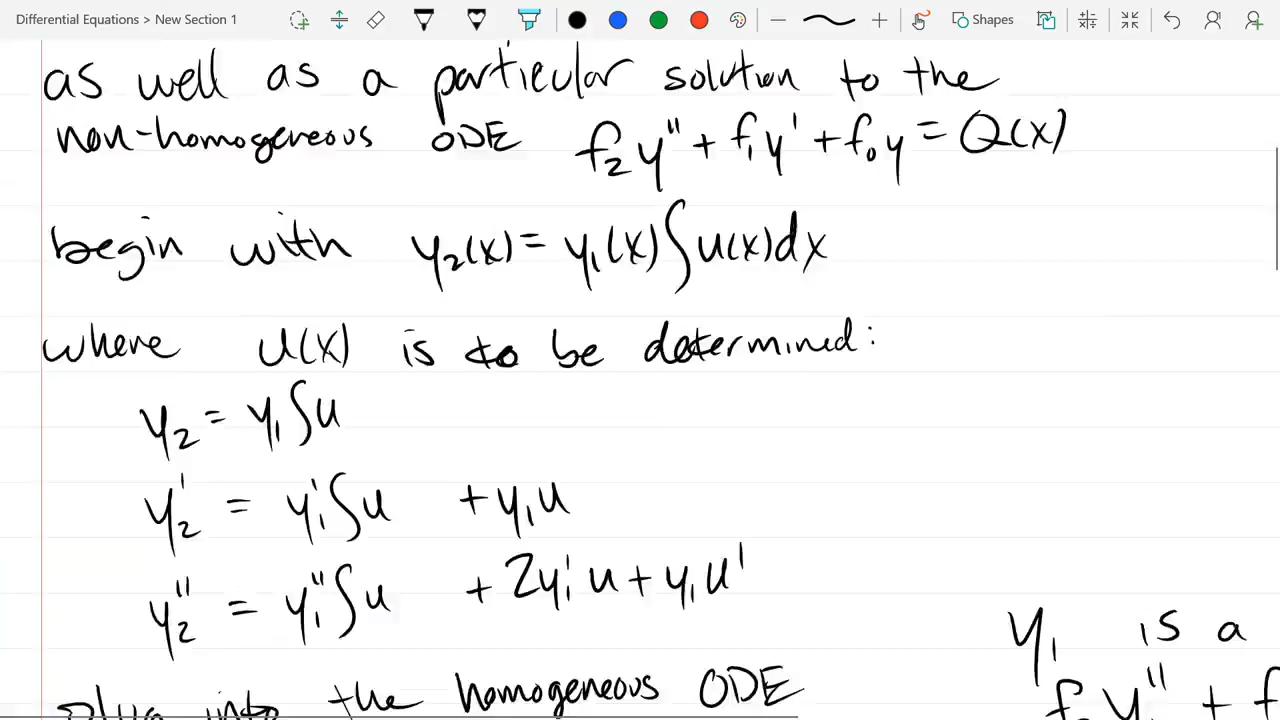 Differential Equations > New Section 1
Shapes
as well as a particular solution to the
non-homogeneous ODE f₂y'' + f₁y' + f₀y = Q(x)
begin with y₂(x) = y₁(x)∫u(x)dx
where u(x) is to be determined:
y₂ = y₁∫u
y₂' = y₁'∫u + y₁u
y₂'' = y₁''∫u + 2y₁'u + y₁u'
y₁ is a
plug into the homogeneous ODE
y'' + f